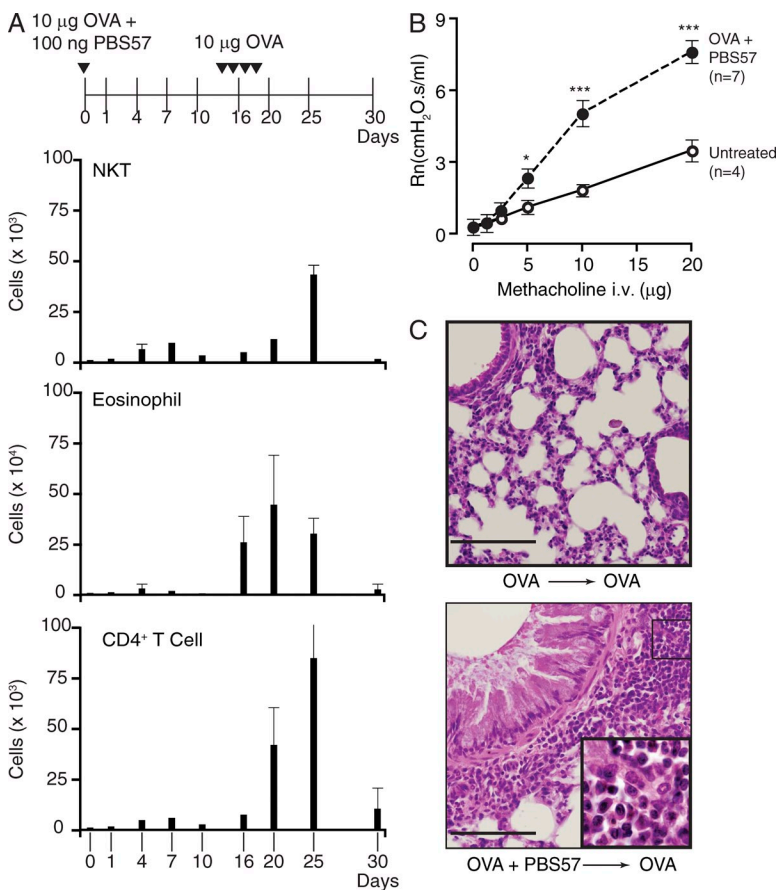 A
10 µg OVA +
100 ng PBS57
10 µg OVA
0 1 4 7 10 16 20 25 30
Days
NKT
Cells (x 10³)
100
75
50
25
0
Eosinophil
Cells (x 10⁴)
100
75
50
25
0
CD4⁺ T Cell
Cells (x 10³)
100
75
50
25
0
0 1 4 7 10 16 20 25 30
Days
B
Rn(cmH₂O.s/ml)
9
6
3
0
*
***
***
OVA +
PBS57
(n=7)
Untreated
(n=4)
0 5 10 15 20
Methacholine i.v. (µg)
C
OVA → OVA
OVA + PBS57 → OVA